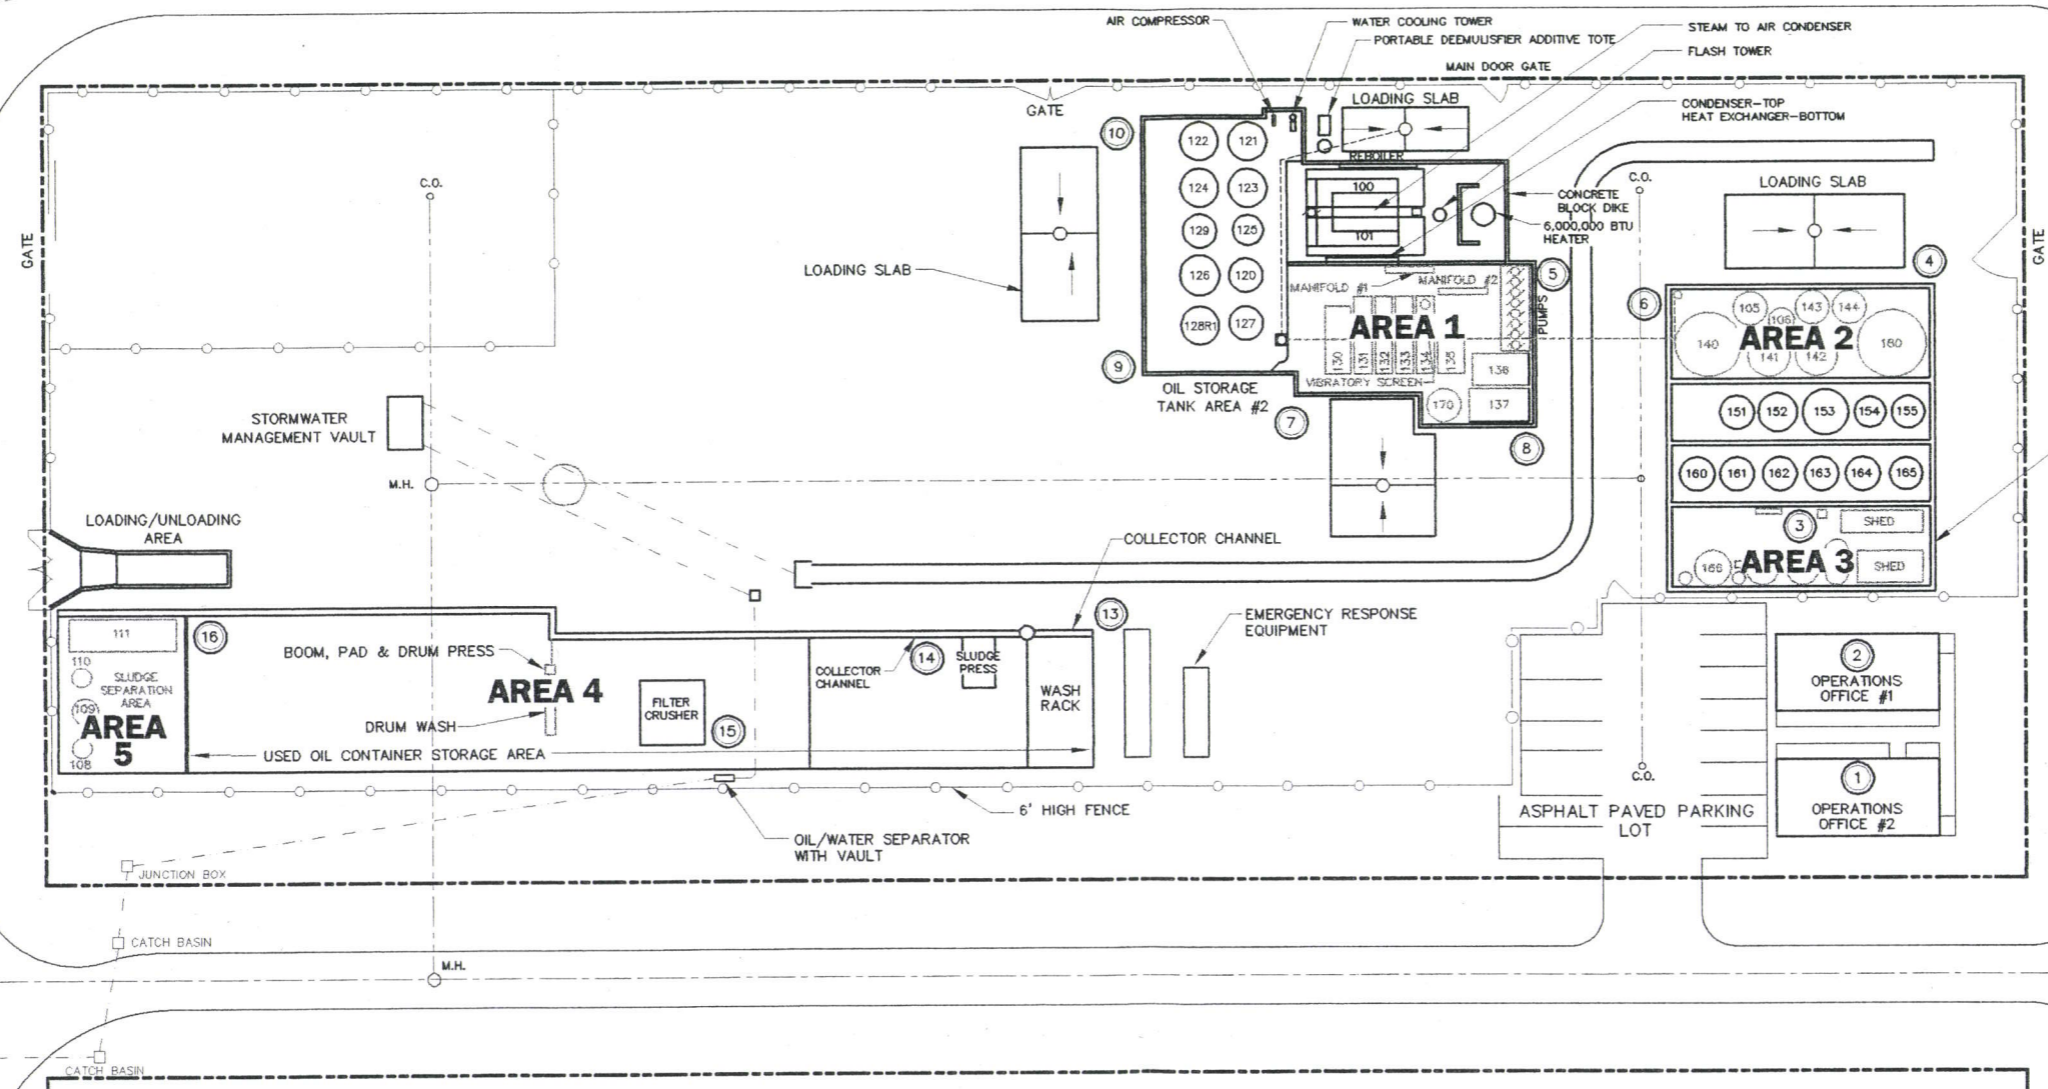 AIR COMPRESSOR
WATER COOLING TOWER
PORTABLE DEEMULISFIER ADDITIVE TOTE
STEAM TO AIR CONDENSER
FLASH TOWER
MAIN DOOR GATE
CONDENSER-TOP
HEAT EXCHANGER-BOTTOM
GATE
LOADING SLAB
10
122
121
124
123
129
125
126
120
128R1
127
REBOILER
100
101
CONCRETE
BLOCK DIKE
6,000,000 BTU
HEATER
C.O.
C.O.
LOADING SLAB
GATE
GATE
4
LOADING SLAB
MANIFOLD #1
MANIFOLD #2
5
PUMPS
6
AREA 1
130
131
132
133
134
135
136
137
170
VIBRATORY SCREEN
105
106
143
144
140
AREA 2
141
142
180
9
OIL STORAGE
TANK AREA #2
7
8
151
152
153
154
155
160
161
162
163
164
165
3
SHED
AREA 3
166
SHED
STORMWATER
MANAGEMENT VAULT
M.H.
LOADING/UNLOADING
AREA
COLLECTOR CHANNEL
13
EMERGENCY RESPONSE
EQUIPMENT
111
16
110
SLUDGE
SEPARATION
AREA
109
AREA
5
108
BOOM, PAD & DRUM PRESS
AREA 4
DRUM WASH
FILTER
CRUSHER
15
USED OIL CONTAINER STORAGE AREA
COLLECTOR
CHANNEL
14
SLUDGE
PRESS
WASH
RACK
2
OPERATIONS
OFFICE #1
C.O.
1
OPERATIONS
OFFICE #2
6' HIGH FENCE
ASPHALT PAVED PARKING
LOT
OIL/WATER SEPARATOR
WITH VAULT
JUNCTION BOX
CATCH BASIN
M.H.
CATCH BASIN